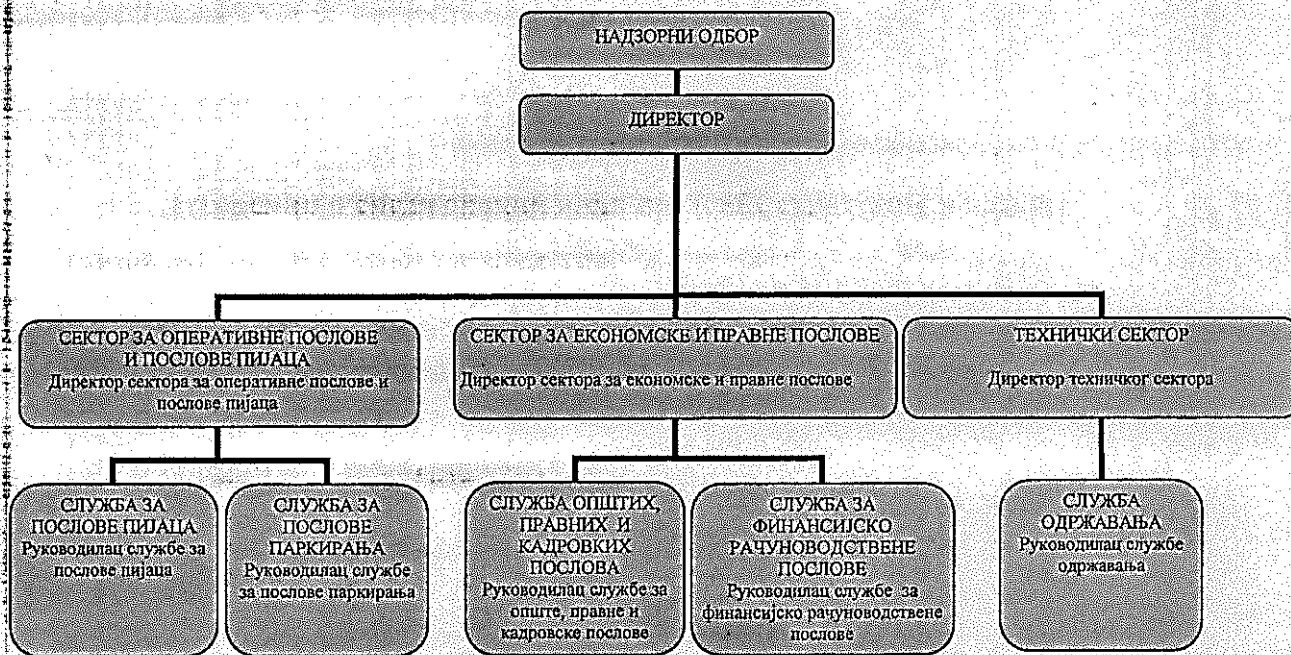 НАДЗОРНИ ОДБОР
ДИРЕКТОР
СЕКТОР ЗА ОПЕРАТИВНЕ ПОСЛОВЕ
И ПОСЛОВЕ ПИЈАЦА
Директор сектора за оперативне послове и
послове пијаца
СЕКТОР ЗА ЕКОНОМСКЕ И ПРАВНЕ ПОСЛОВЕ
Директор сектора за економске и правне послове
ТЕХНИЧКИ СЕКТОР
Директор техничког сектора
СЛУЖБА ЗА
ПОСЛОВЕ ПИЈАЦА
Руководилац службе за
послове пијаца
СЛУЖБА ЗА
ПОСЛОВЕ
ПАРКИРАЊА
Руководилац службе
за послове паркирања
СЛУЖБА ОПШТИХ,
ПРАВНИХ И
КАДРОВКИХ
ПОСЛОВА
Руководилац службе за
опште, правне и
кадровске послове
СЛУЖБА ЗА
ФИНАНСИЈСКО
РАЧУНОВОДСТВЕНЕ
ПОСЛОВЕ
Руководилац службе за
финансијско рачуноводствене
послове
СЛУЖБА
ОДРЖАВАЊА
Руководилац службе
одржавања